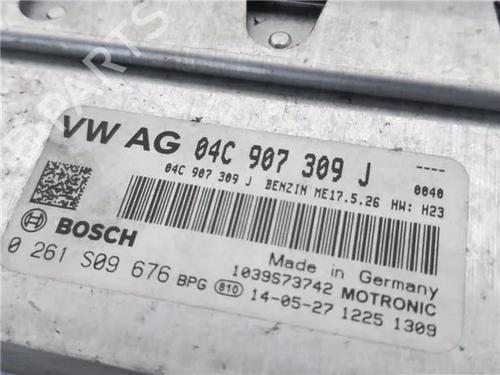 VW AG 04C 907 309 J ----
04C 907 309 J BENZIN ME17.5.26 HW: H23 0040
BOSCH
Made in Germany
0 261 S09 676 BPG 810
1039S73742 MOTRONIC
14-05-27 1225 1309
B-PARTS